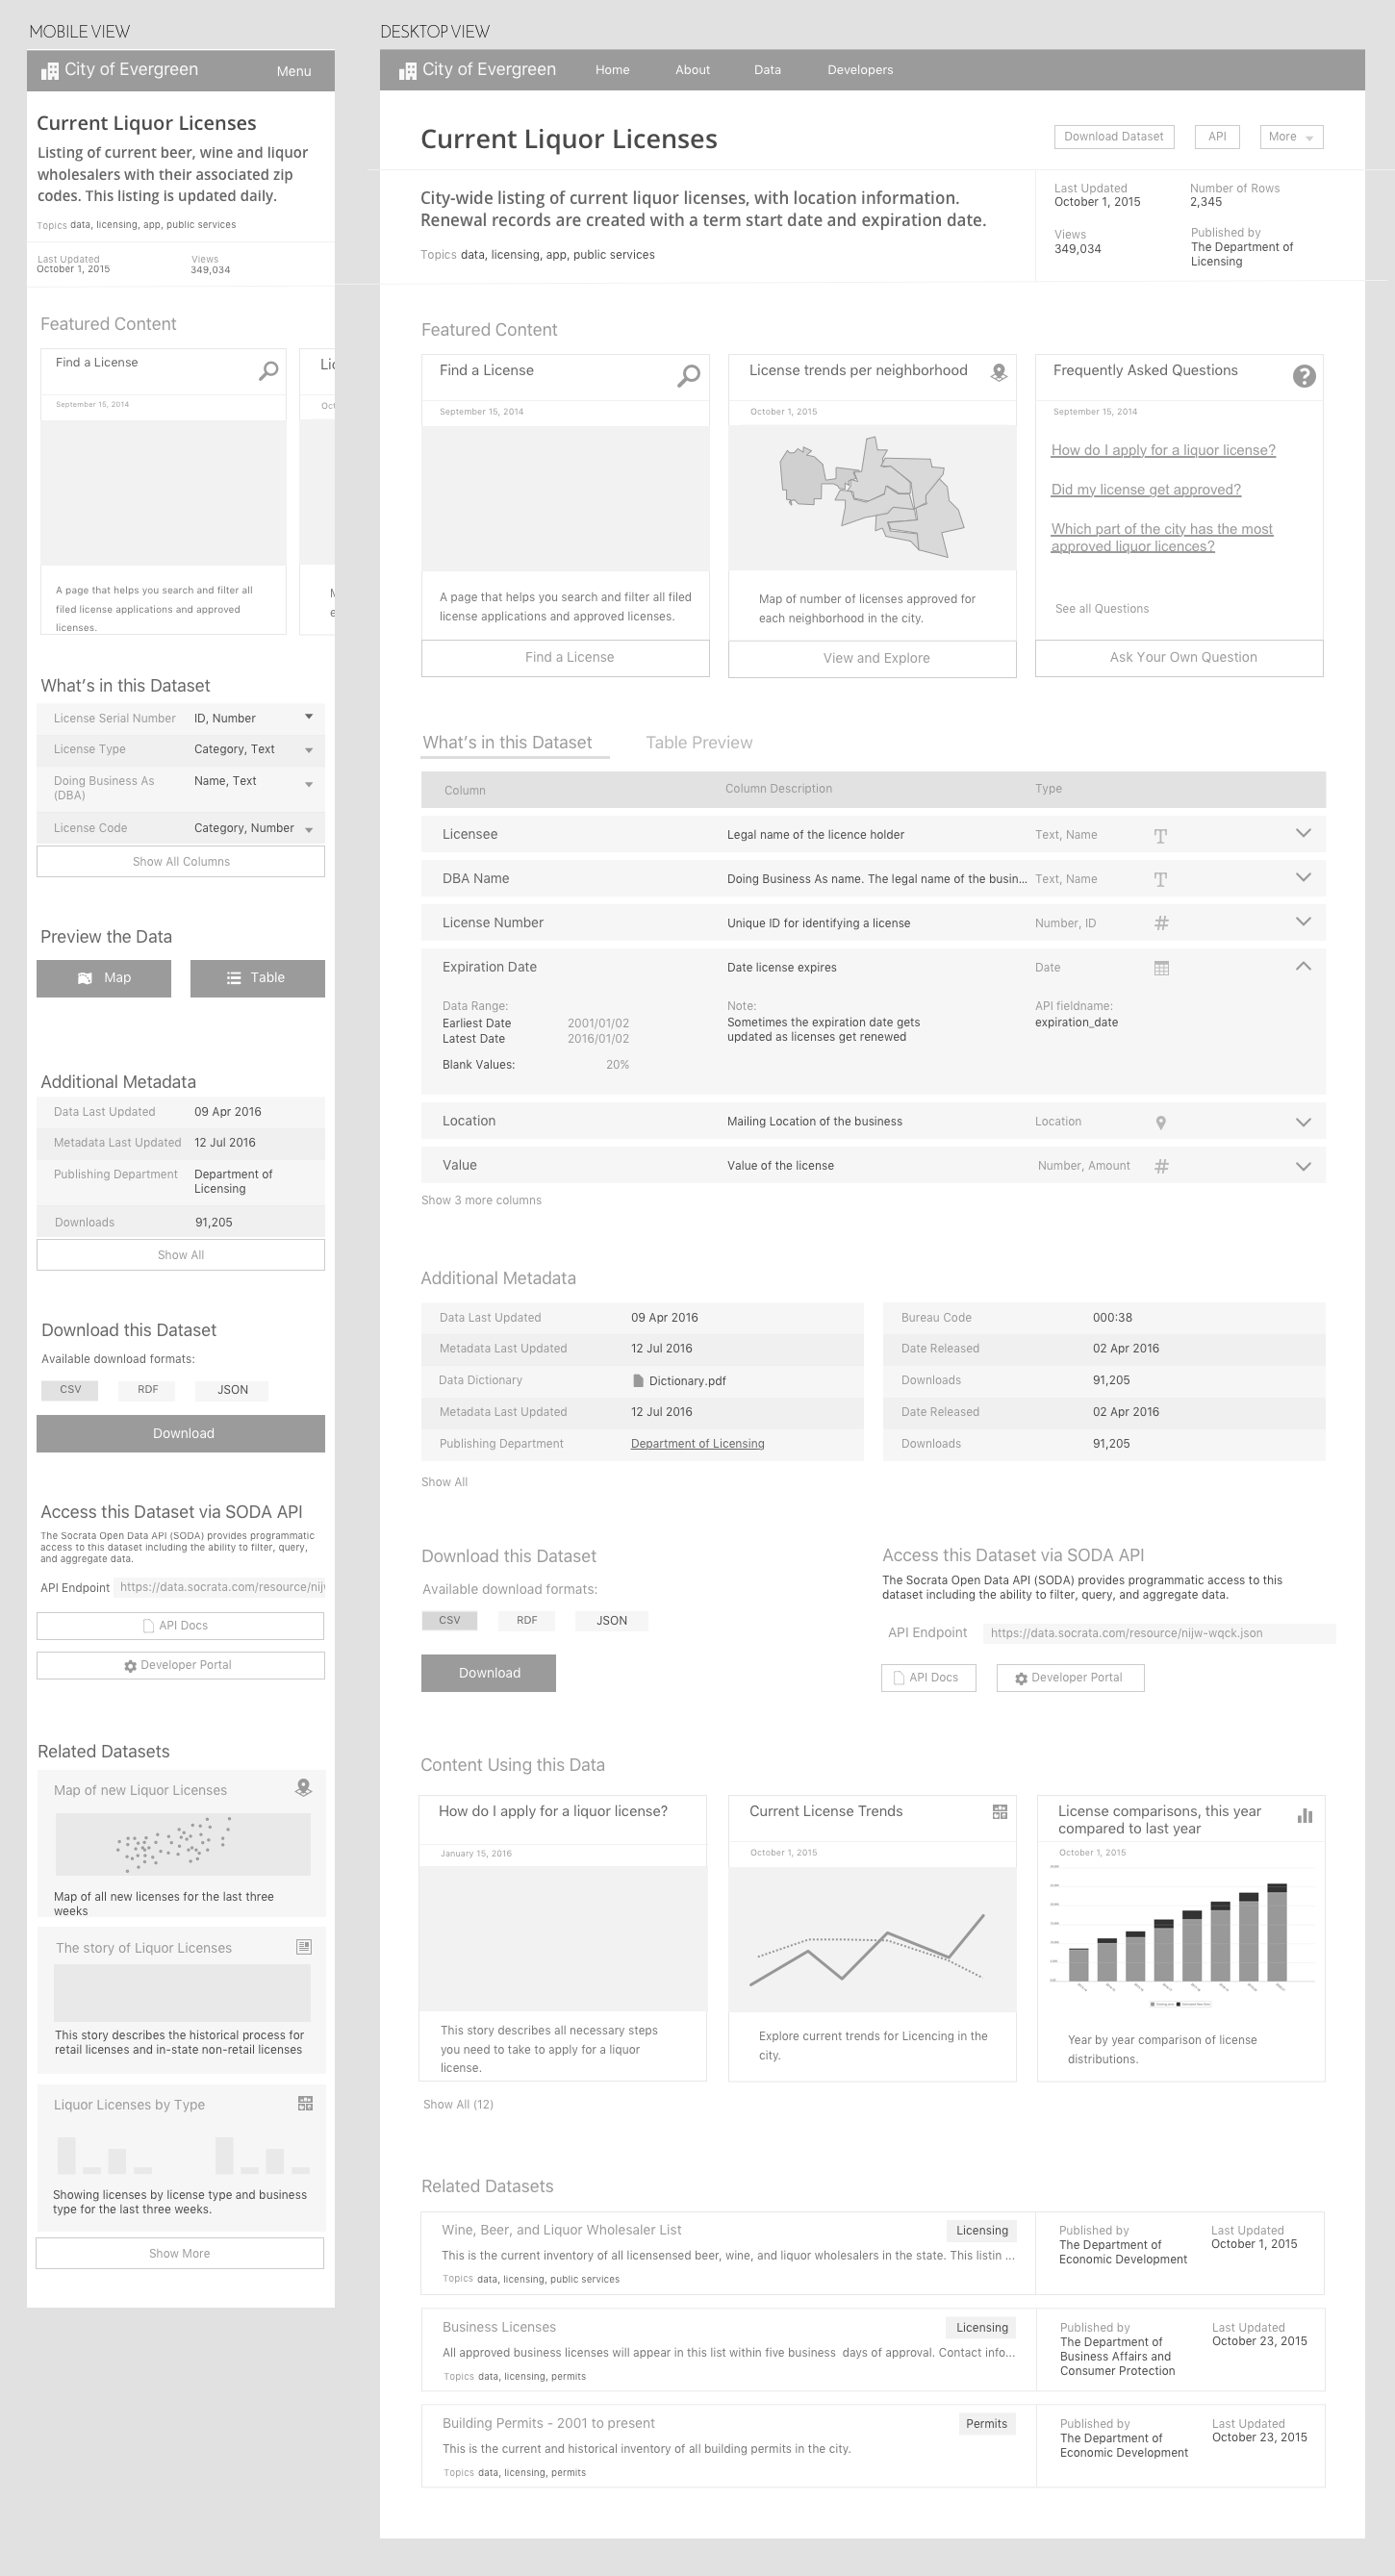 MOBILE VIEW
City of Evergreen
Menu
Current Liquor Licenses
Listing of current beer, wine and liquor
wholesalers with their associated zip
codes. This listing is updated daily.
Topics data, licensing, app, public services
Last Updated
October 1, 2015
Views
349,034
Featured Content
Find a License
September 15, 2014
A page that helps you search and filter all
filed license applications and approved
licenses.
Lic
Oct
What's in this Dataset
License Serial Number ID, Number
License Type Category, Text
Doing Business As
(DBA)
Name, Text
License Code Category, Number
Show All Columns
Preview the Data
Map
Table
Additional Metadata
Data Last Updated 09 Apr 2016
Metadata Last Updated 12 Jul 2016
Publishing Department Department of
Licensing
Downloads 91,205
Show All
Download this Dataset
Available download formats:
CSV RDF JSON
Download
Access this Dataset via SODA API
The Socrata Open Data API (SODA) provides programmatic
access to this dataset including the ability to filter, query,
and aggregate data.
API Endpoint https://data.socrata.com/resource/nij
API Docs
Developer Portal
Related Datasets
Map of new Liquor Licenses
Map of all new licenses for the last three
weeks
The story of Liquor Licenses
This story describes the historical process for
retail licenses and in-state non-retail licenses
Liquor Licenses by Type
Showing licenses by license type and business
type for the last three weeks.
Show More
DESKTOP VIEW
City of Evergreen
Home About Data Developers
Current Liquor Licenses
Download Dataset
API
More
City-wide listing of current liquor licenses, with location information.
Renewal records are created with a term start date and expiration date.
Topics data, licensing, app, public services
Last Updated
October 1, 2015
Number of Rows
2,345
Views
349,034
Published by
The Department of
Licensing
Featured Content
Find a License
September 15, 2014
A page that helps you search and filter all filed
license applications and approved licenses.
Find a License
License trends per neighborhood
October 1, 2015
Map of number of licenses approved for
each neighborhood in the city.
View and Explore
Frequently Asked Questions
September 15, 2014
How do I apply for a liquor license?
Did my license get approved?
Which part of the city has the most
approved liquor licences?
See all Questions
Ask Your Own Question
What's in this Dataset
Table Preview
Column Column Description Type
Licensee Legal name of the licence holder Text, Name
DBA Name Doing Business As name. The legal name of the busin... Text, Name
License Number Unique ID for identifying a license Number, ID
Expiration Date Date license expires Date
Data Range:
Earliest Date 2001/01/02
Latest Date 2016/01/02
Blank Values: 20%
Note:
Sometimes the expiration date gets
updated as licenses get renewed
API fieldname:
expiration_date
Location Mailing Location of the business Location
Value Value of the license Number, Amount
Show 3 more columns
Additional Metadata
Data Last Updated 09 Apr 2016
Metadata Last Updated 12 Jul 2016
Data Dictionary Dictionary.pdf
Metadata Last Updated 12 Jul 2016
Publishing Department Department of Licensing
Bureau Code 000:38
Date Released 02 Apr 2016
Downloads 91,205
Date Released 02 Apr 2016
Downloads 91,205
Show All
Download this Dataset
Available download formats:
CSV RDF JSON
Download
Access this Dataset via SODA API
The Socrata Open Data API (SODA) provides programmatic access to this
dataset including the ability to filter, query, and aggregate data.
API Endpoint https://data.socrata.com/resource/nijw-wqck.json
API Docs
Developer Portal
Content Using this Data
How do I apply for a liquor license?
January 15, 2016
This story describes all necessary steps
you need to take to apply for a liquor
license.
Current License Trends
October 1, 2015
Explore current trends for Licencing in the
city.
License comparisons, this year
compared to last year
October 1, 2015
Year by year comparison of license
distributions.
Show All (12)
Related Datasets
Wine, Beer, and Liquor Wholesaler List
Licensing
This is the current inventory of all licensensed beer, wine, and liquor wholesalers in the state. This listin ...
Topics data, licensing, public services
Published by
The Department of
Economic Development
Last Updated
October 1, 2015
Business Licenses
Licensing
All approved business licenses will appear in this list within five business days of approval. Contact info...
Topics data, licensing, permits
Published by
The Department of
Business Affairs and
Consumer Protection
Last Updated
October 23, 2015
Building Permits - 2001 to present
Permits
This is the current and historical inventory of all building permits in the city.
Topics data, licensing, permits
Published by
The Department of
Economic Development
Last Updated
October 23, 2015